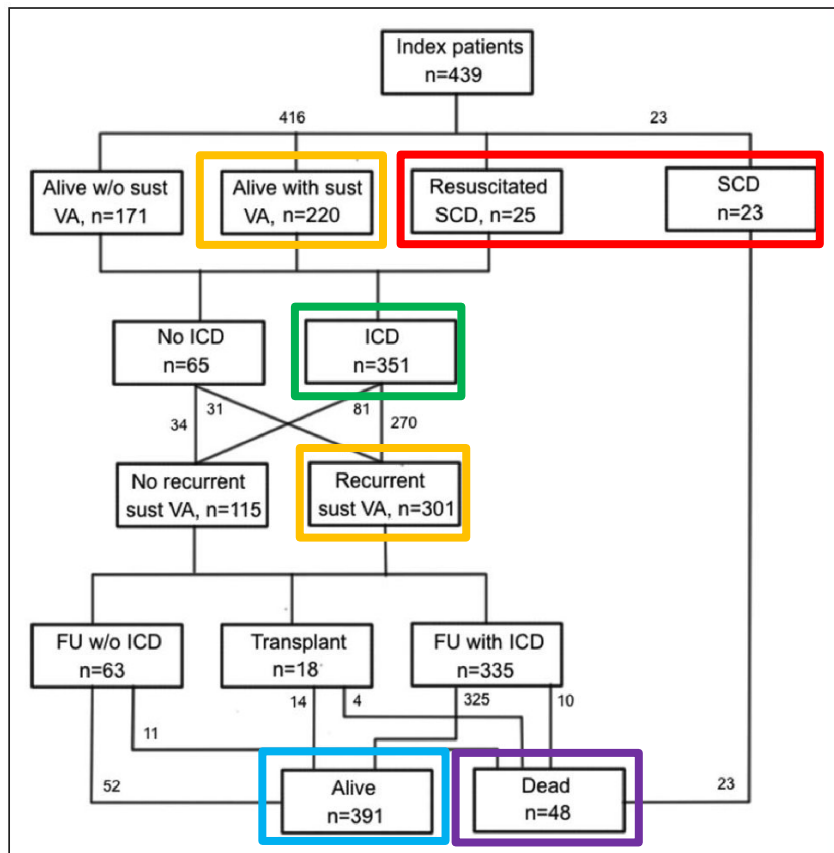 Index patients
n=439
416
23
Alive w/o sust
VA, n=171
Alive with sust
VA, n=220
Resuscitated
SCD, n=25
SCD
n=23
No ICD
n=65
ICD
n=351
34
31
81
270
No recurrent
sust VA, n=115
Recurrent
sust VA, n=301
FU w/o ICD
n=63
Transplant
n=18
FU with ICD
n=335
14
4
325
10
11
52
23
Alive
n=391
Dead
n=48